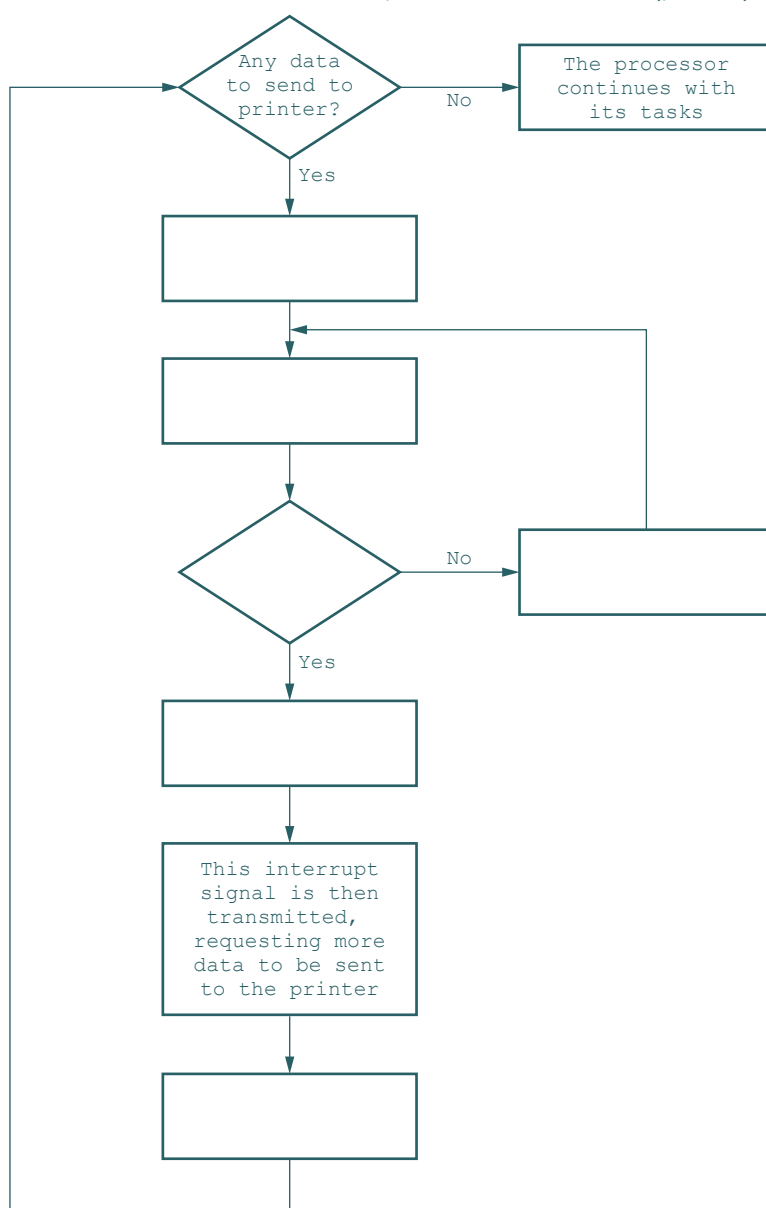 Any data
to send to
printer?
No
The processor
continues with
its tasks
Yes
No
Yes
This interrupt
signal is then
transmitted,
requesting more
data to be sent
to the printer